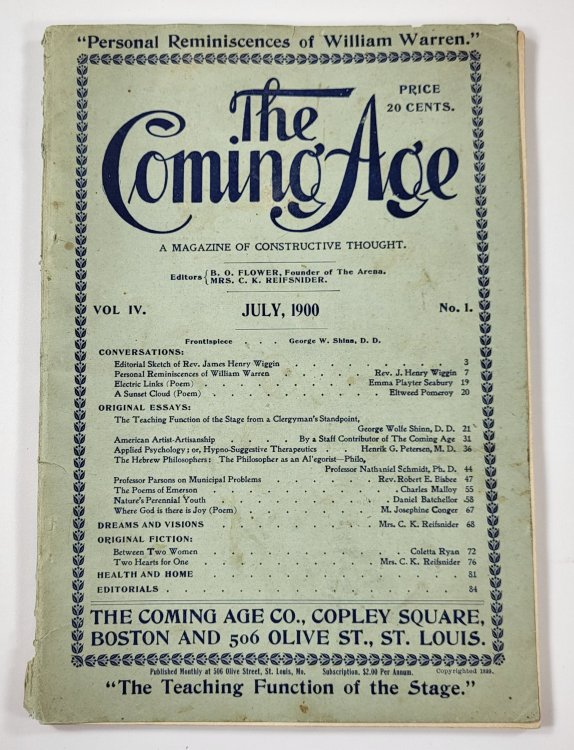 "Personal Reminiscences of William Warren."
PRICE
20 CENTS.
The
Coming Age
A MAGAZINE OF CONSTRUCTIVE THOUGHT.
Editors { B. O. FLOWER, Founder of The Arena.
MRS. C. K. REIFSNIDER.
VOL IV. JULY, 1900 No. 1.
Frontispiece . . George W. Shinn, D. D.
CONVERSATIONS:
Editorial Sketch of Rev. James Henry Wiggin 3
Personal Reminiscences of William Warren Rev. J. Henry Wiggin 7
Electric Links (Poem) Emma Playter Seabury 19
A Sunset Cloud (Poem) Eltweed Pomeroy 20
ORIGINAL ESSAYS:
The Teaching Function of the Stage from a Clergyman's Standpoint,
George Wolfe Shinn, D. D. 21
American Artist-Artisanship By a Staff Contributor of The Coming Age 31
Applied Psychology; or, Hypno-Suggestive Therapeutics Henrik G. Petersen, M. D. 36
The Hebrew Philosophers: The Philosopher as an Al'egorist—Philo,
Professor Nathaniel Schmidt, Ph. D. 44
Professor Parsons on Municipal Problems Rev. Robert E. Bisbee 47
The Poems of Emerson Charles Malloy 55
Nature's Perennial Youth Daniel Batchellor 58
Where God is there is Joy (Poem) M. Josephine Conger 67
DREAMS AND VISIONS Mrs. C. K. Reifsnider 68
ORIGINAL FICTION:
Between Two Women Coletta Ryan 72
Two Hearts for One Mrs. C. K. Reifsnider 76
HEALTH AND HOME 81
EDITORIALS 84
THE COMING AGE CO., COPLEY SQUARE,
BOSTON AND 506 OLIVE ST., ST. LOUIS.
Published Monthly at 506 Olive Street, St. Louis, Mo. Subscription, $2.00 Per Annum. Copyrighted 1899.
"The Teaching Function of the Stage."